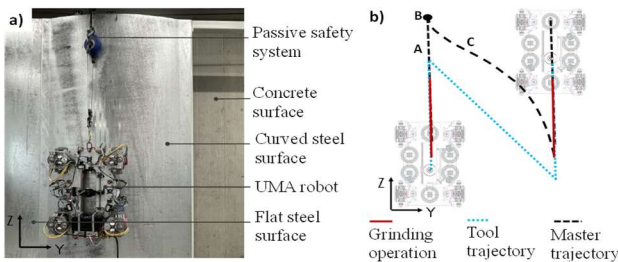 a)
Passive safety
system
Concrete
surface
Curved steel
surface
UMA robot
Flat steel
surface
Z
Y
b)
B
A
C
Z
Y
Grinding
operation
Tool
trajectory
Master
trajectory